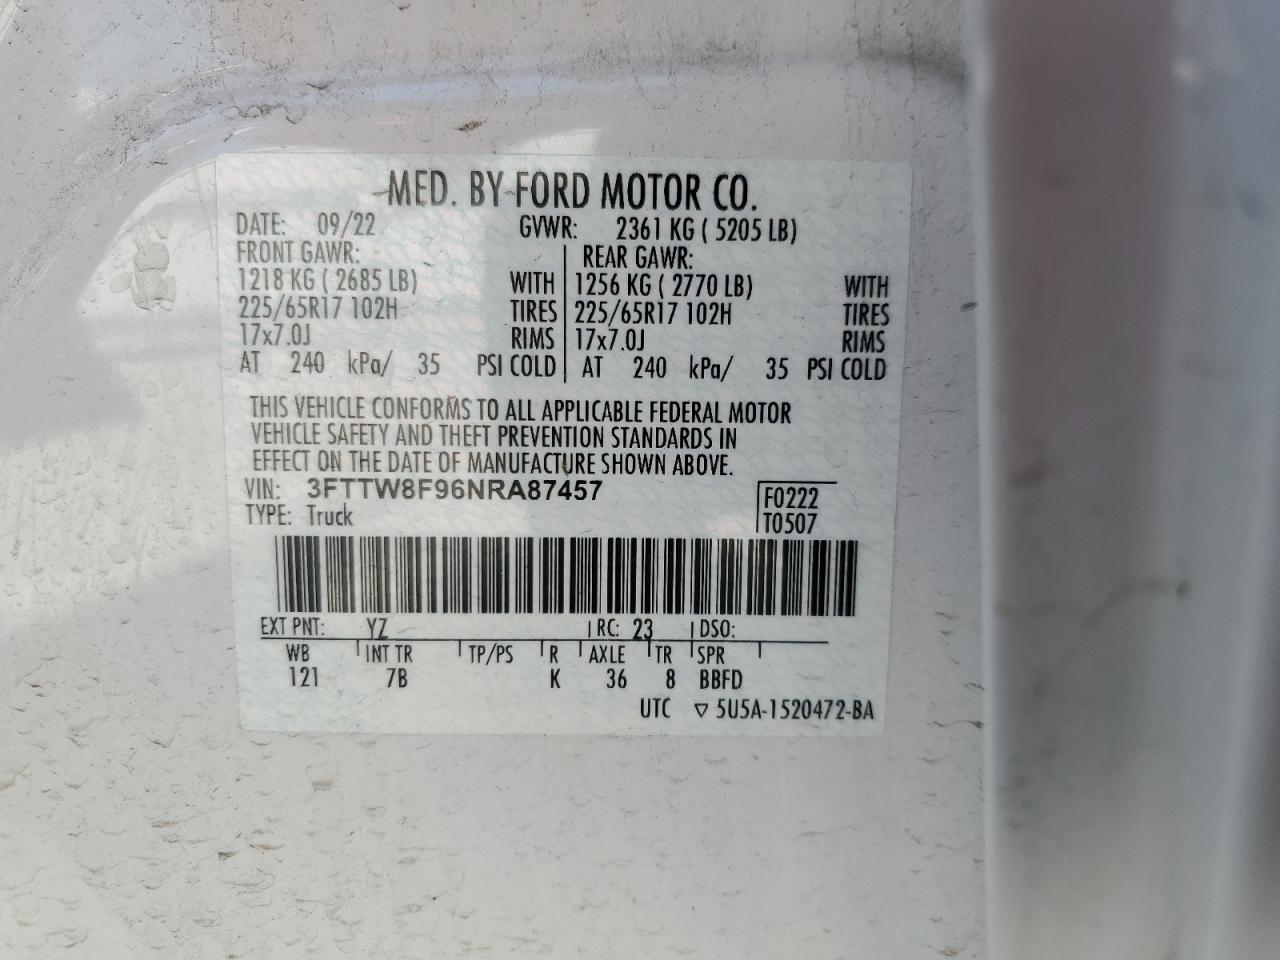 MFD. BY FORD MOTOR CO.
DATE: 09/22 GVWR: 2361 KG ( 5205 LB)
FRONT GAWR: REAR GAWR:
1218 KG ( 2685 LB) WITH 1256 KG ( 2770 LB) WITH
225/65R17 102H TIRES 225/65R17 102H TIRES
17x7.0J RIMS 17x7.0J RIMS
AT 240 kPa/ 35 PSI COLD AT 240 kPa/ 35 PSI COLD
THIS VEHICLE CONFORMS TO ALL APPLICABLE FEDERAL MOTOR
VEHICLE SAFETY AND THEFT PREVENTION STANDARDS IN
EFFECT ON THE DATE OF MANUFACTURE SHOWN ABOVE.
VIN: 3FTTW8F96NRA87457 F0222
TYPE: Truck T0507
EXT PNT: YZ RC: 23 DSO:
WB INT TR TP/PS R AXLE TR SPR
121 7B K 36 8 BBFD
UTC ▽ 5U5A-1520472-BA